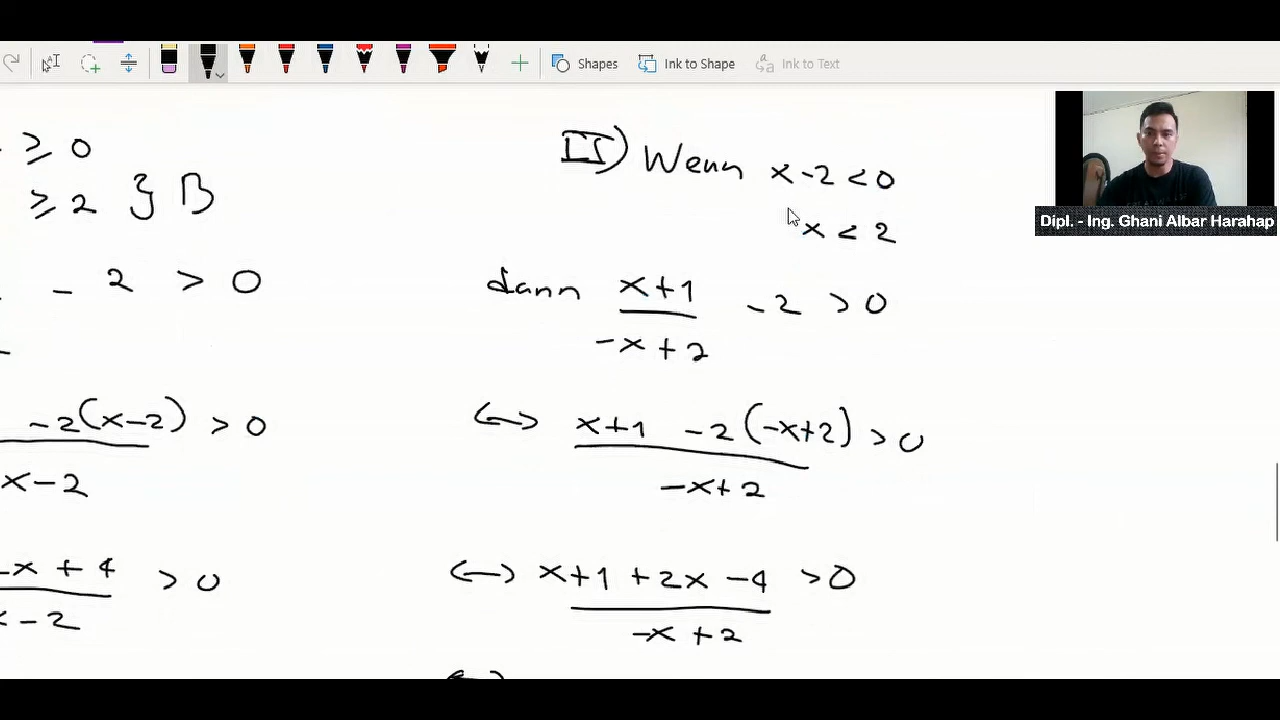 Shapes Ink to Shape Ink to Text
Dipl. - Ing. Ghani Albar Harahap
≥ 0
≥ 2 } B
- 2 > 0
-2(x-2) > 0
x-2
-x + 4 > 0
x-2
II) Wenn x-2 < 0
x < 2
dann x+1 -2 > 0
-x+2
<-> x+1 -2(-x+2) > 0
-x+2
<-> x+1 +2x -4 > 0
-x +2